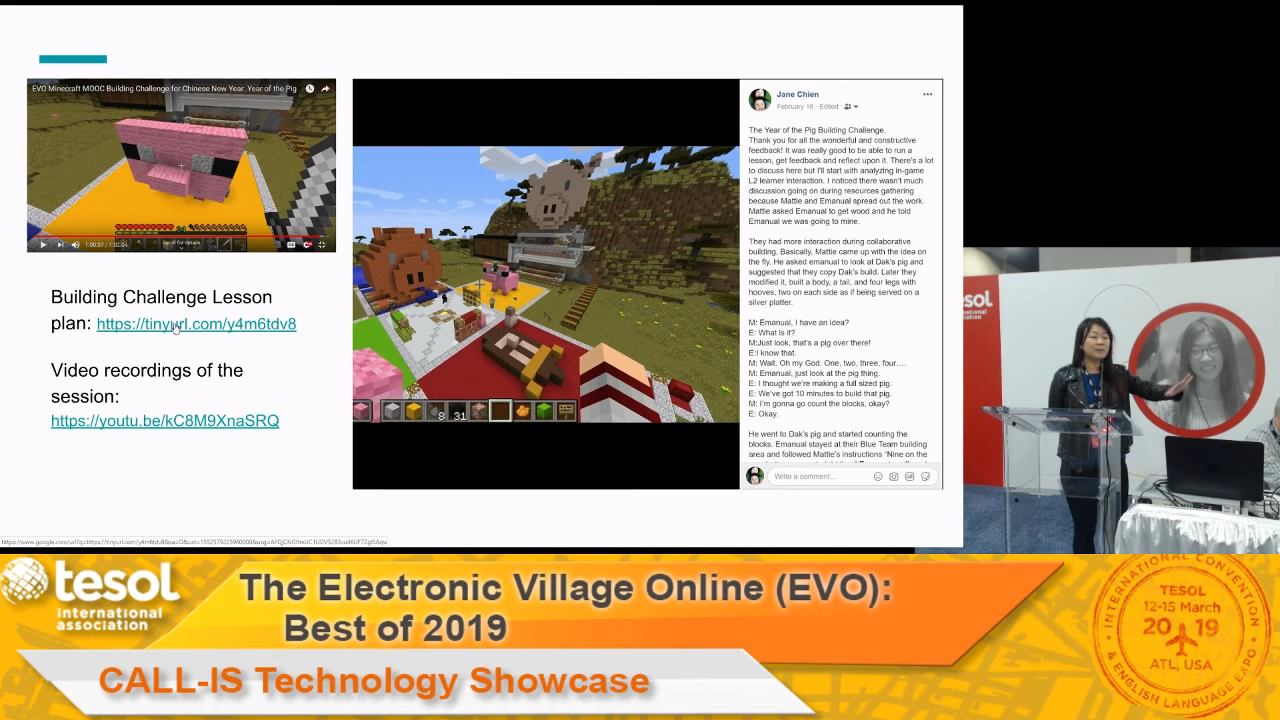 EVO Minecraft MOOC Building Challenge for Chinese New Year: Year of the Pig
1:00:07 / 1:02:04
Send for details
Building Challenge Lesson
plan: https://tinyurl.com/y4m6tdv8
Video recordings of the
session:
https://youtu.be/kC8M9XnaSRQ
8 31
Jane Chien
February 18 · Edited ·
The Year of the Pig Building Challenge.
Thank you for all the wonderful and constructive
feedback! It was really good to be able to run a
lesson, get feedback and reflect upon it. There's a lot
to discuss here but I'll start with analyzing in-game
L2 learner interaction. I noticed there wasn't much
discussion going on during resources gathering
because Mattie and Emanual spread out the work.
Mattie asked Emanual to get wood and he told
Emanual we was going to mine.
They had more interaction during collaborative
building. Basically, Mattie came up with the idea on
the fly. He asked emanual to look at Dak's pig and
suggested that they copy Dak's build. Later they
modified it, built a body, a tail, and four legs with
hooves, two on each side as if being served on a
silver platter.
M: Emanual, I have an idea?
E: What is it?
M:Just look, that's a pig over there!
E:I know that.
M: Wait. Oh my God. One, two, three, four….
M: Emanual, just look at the pig thing.
E: I thought we're making a full sized pig.
E: We've got 10 minutes to build that pig.
M: I'm gonna go count the blocks, okay?
E: Okay.
He went to Dak's pig and started counting the
blocks. Emanual stayed at their Blue Team building
area and followed Mattie's instructions "Nine on the
Write a comment...
sol
international
association
tesol
international
association
The Electronic Village Online (EVO):
Best of 2019
CALL-IS Technology Showcase
INTERNATIONAL CONVENTION
TESOL
12-15 March
20 19
ATL, USA
& ENGLISH LANGUAGE EXPO